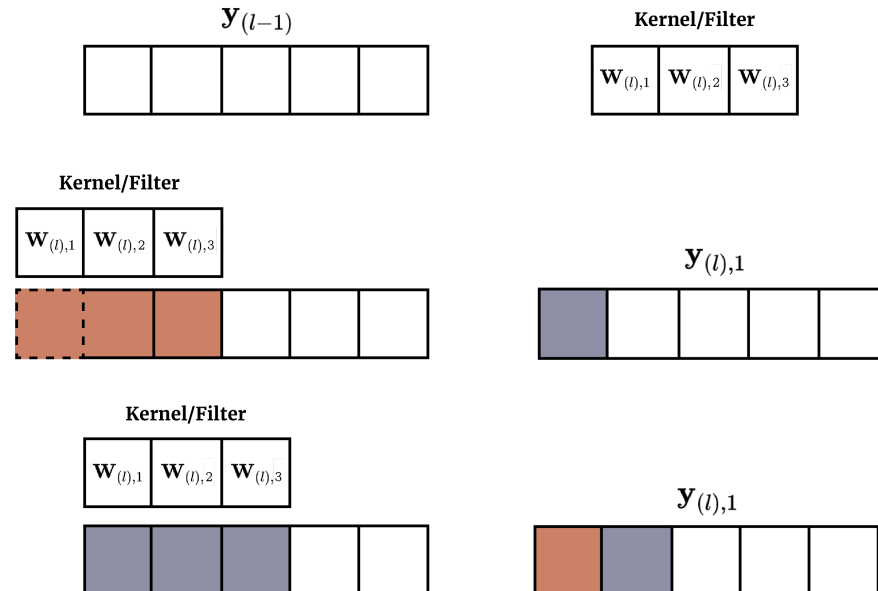 y(l−1)
Kernel/Filter
w(l),1 w(l),2 w(l),3
Kernel/Filter
w(l),1 w(l),2 w(l),3
y(l),1
Kernel/Filter
w(l),1 w(l),2 w(l),3
y(l),1